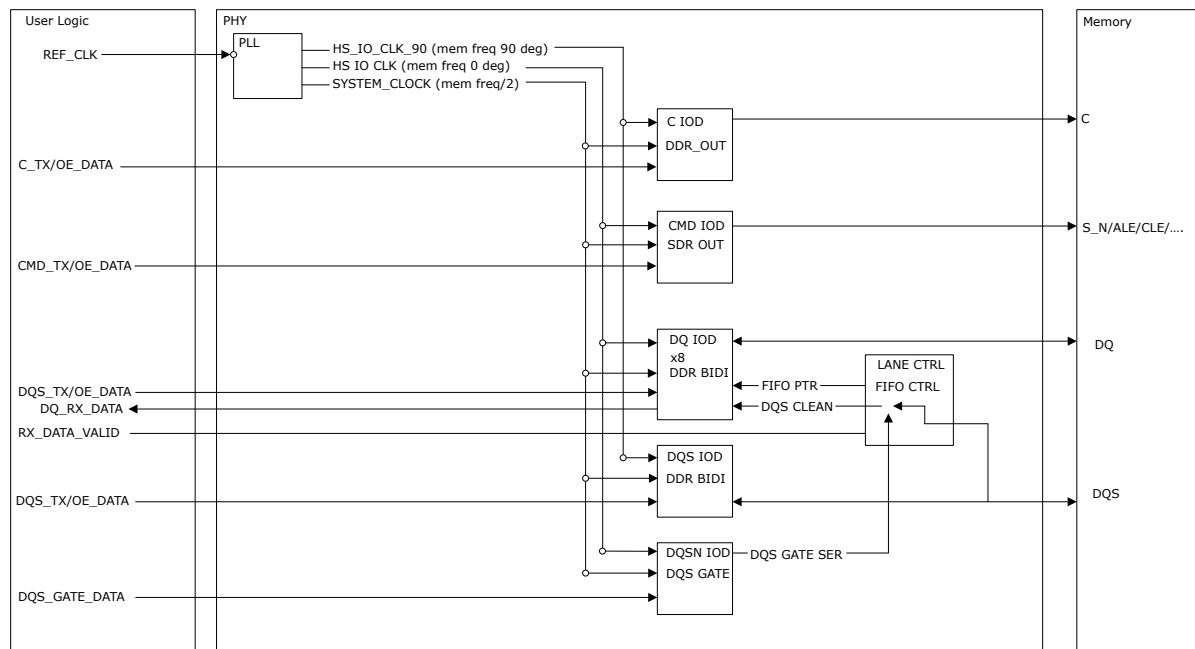 User Logic
PHY
Memory
PLL
REF_CLK
HS_IO_CLK_90 (mem freq 90 deg)
HS IO CLK (mem freq 0 deg)
SYSTEM_CLOCK (mem freq/2)
C IOD
DDR_OUT
C
C_TX/OE_DATA
CMD IOD
SDR OUT
S_N/ALE/CLE/....
CMD_TX/OE_DATA
DQ IOD
x8
DDR BIDI
DQ
LANE CTRL
FIFO CTRL
FIFO PTR
DQS CLEAN
DQS_TX/OE_DATA
DQ_RX_DATA
RX_DATA_VALID
DQS IOD
DDR BIDI
DQS
DQS_TX/OE_DATA
DQSN IOD
DQS GATE
DQS GATE SER
DQS_GATE_DATA